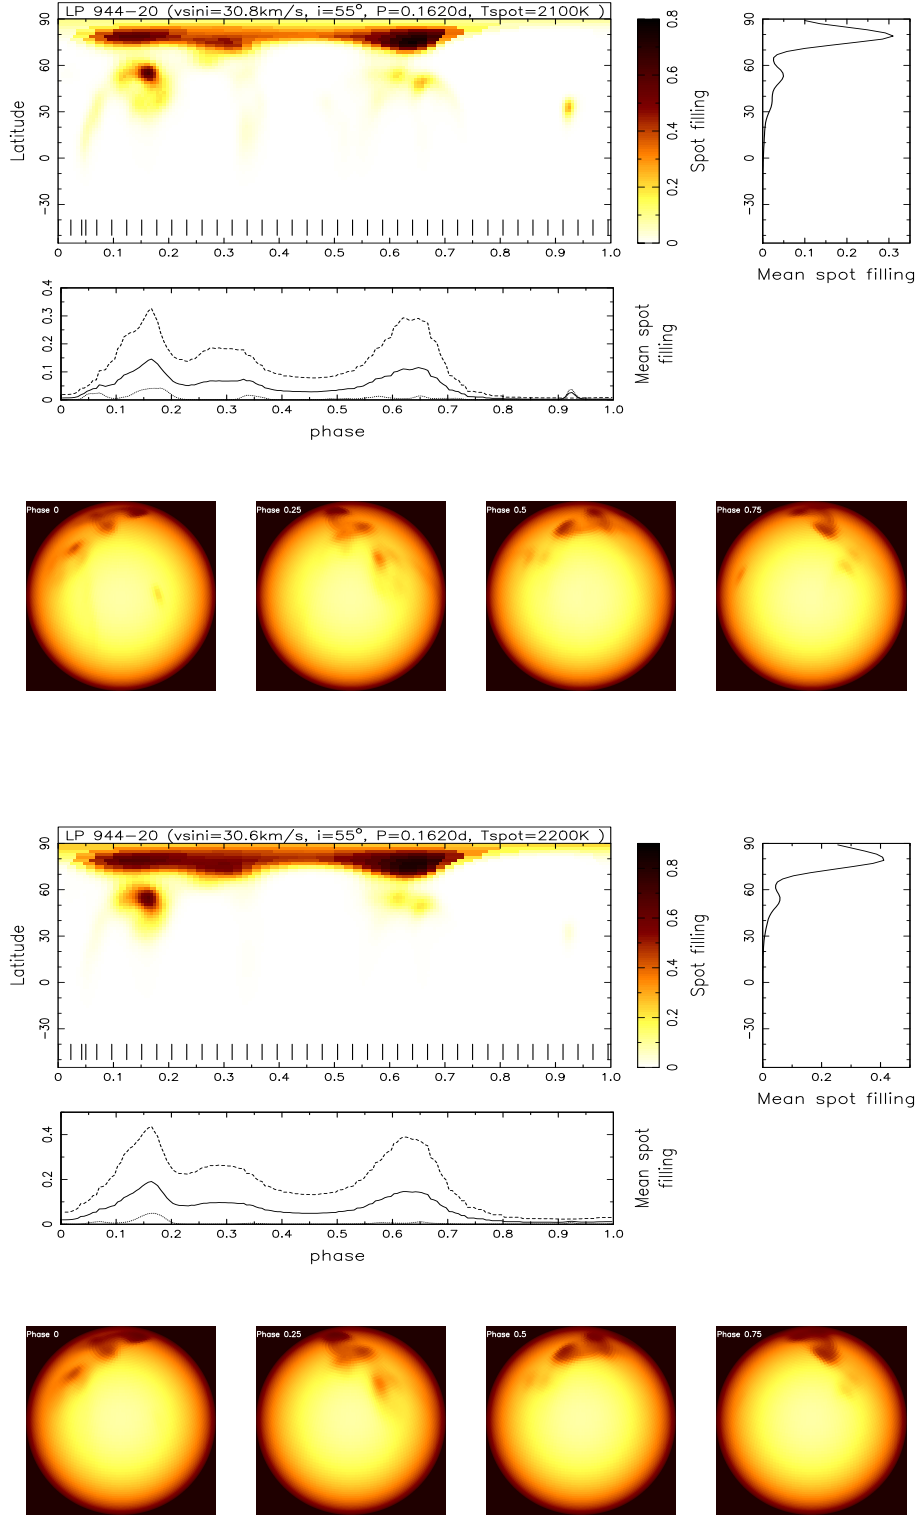 LP 944-20 (vsini=30.8km/s, i=55°, P=0.1620d, Tspot=2100K )
90
60
30
0
-30
Latitude
0 0.1 0.2 0.3 0.4 0.5 0.6 0.7 0.8 0.9 1.0
0.8
0.6
0.4
0.2
0
Spot filling
90
60
30
0
-30
0 0.1 0.2 0.3
Mean spot filling
0.4
0.3
0.2
0.1
0
Mean spot
filling
0 0.1 0.2 0.3 0.4 0.5 0.6 0.7 0.8 0.9 1.0
phase
Phase 0
Phase 0.25
Phase 0.5
Phase 0.75
LP 944-20 (vsini=30.6km/s, i=55°, P=0.1620d, Tspot=2200K )
90
60
30
0
-30
Latitude
0 0.1 0.2 0.3 0.4 0.5 0.6 0.7 0.8 0.9 1.0
0.8
0.6
0.4
0.2
0
Spot filling
90
60
30
0
-30
0 0.2 0.4
Mean spot filling
0.4
0.2
0
Mean spot
filling
0 0.1 0.2 0.3 0.4 0.5 0.6 0.7 0.8 0.9 1.0
phase
Phase 0
Phase 0.25
Phase 0.5
Phase 0.75